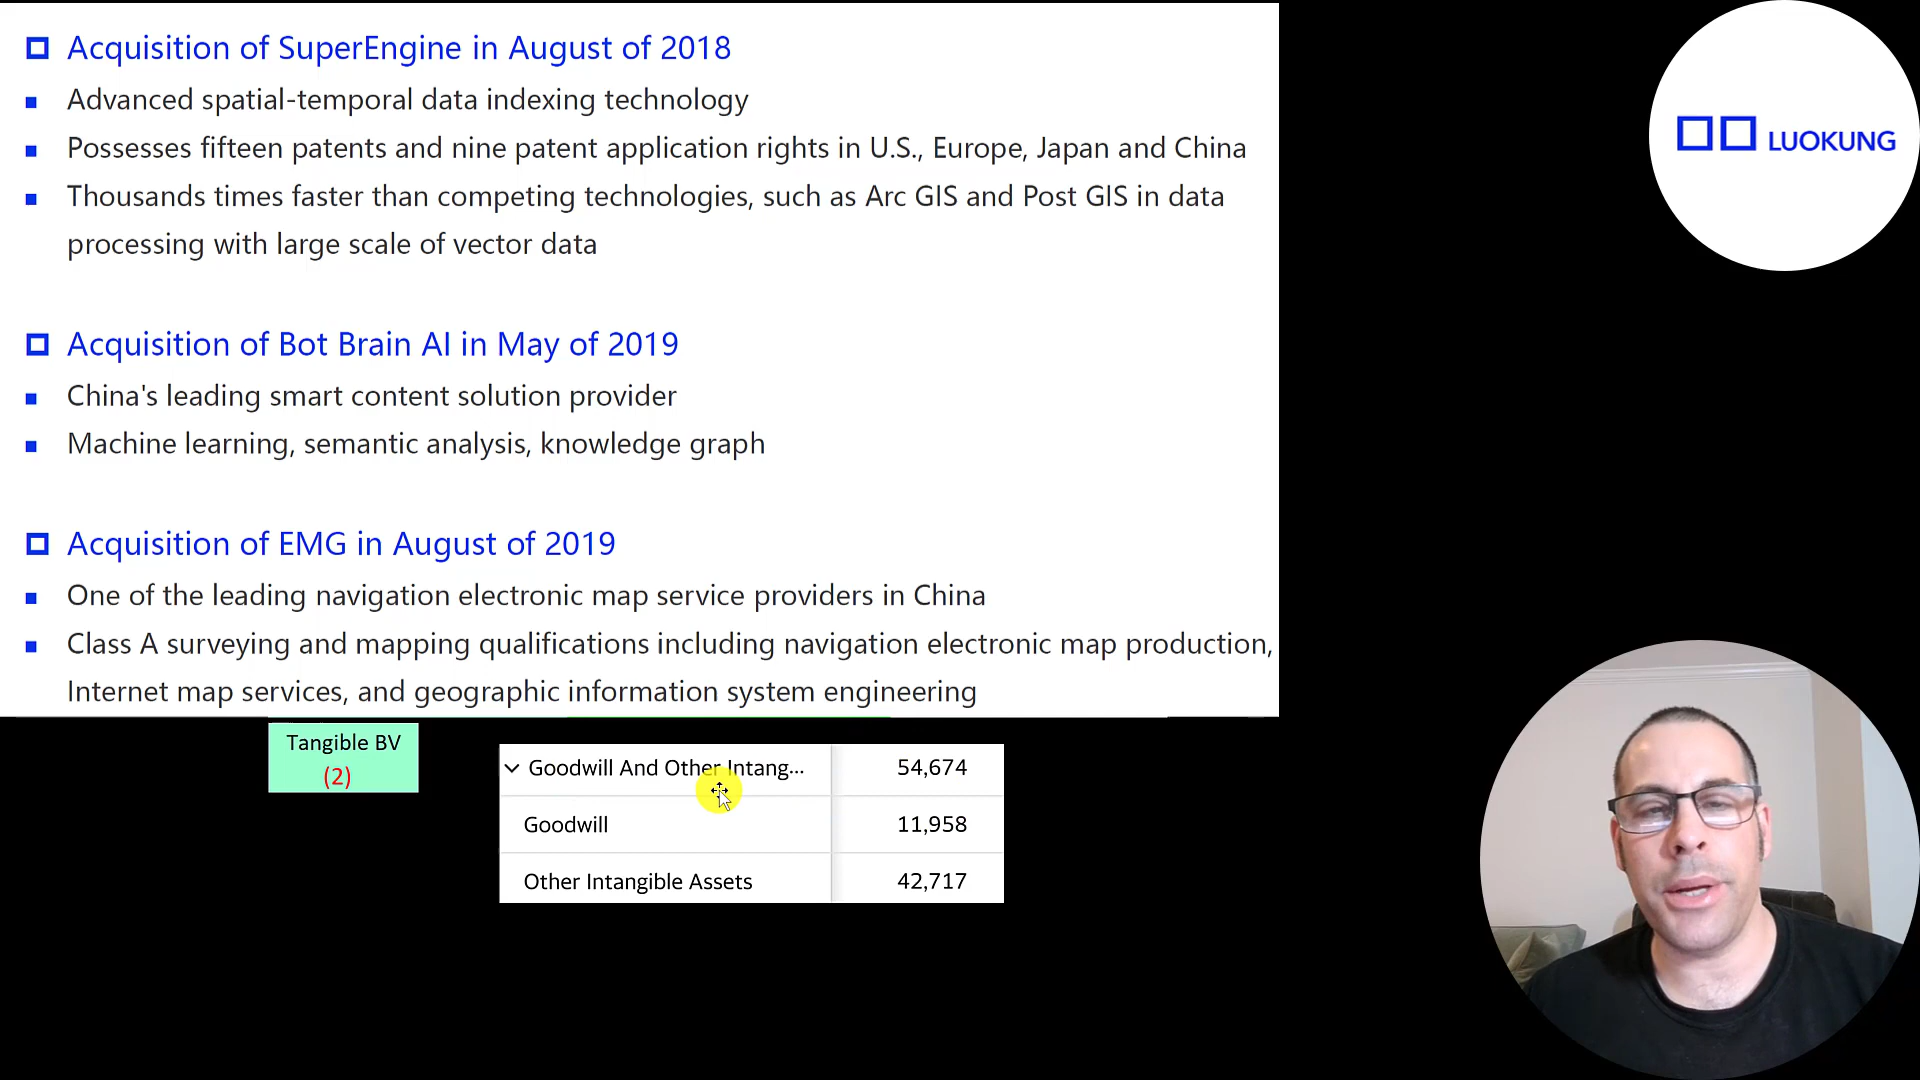 Acquisition of SuperEngine in August of 2018
Advanced spatial-temporal data indexing technology
Possesses fifteen patents and nine patent application rights in U.S., Europe, Japan and China
Thousands times faster than competing technologies, such as Arc GIS and Post GIS in data
processing with large scale of vector data
LUOKUNG
Acquisition of Bot Brain AI in May of 2019
China's leading smart content solution provider
Machine learning, semantic analysis, knowledge graph
Acquisition of EMG in August of 2019
One of the leading navigation electronic map service providers in China
Class A surveying and mapping qualifications including navigation electronic map production,
Internet map services, and geographic information system engineering
Tangible BV
(2)
Goodwill And Other Intang... 54,674
Goodwill 11,958
Other Intangible Assets 42,717